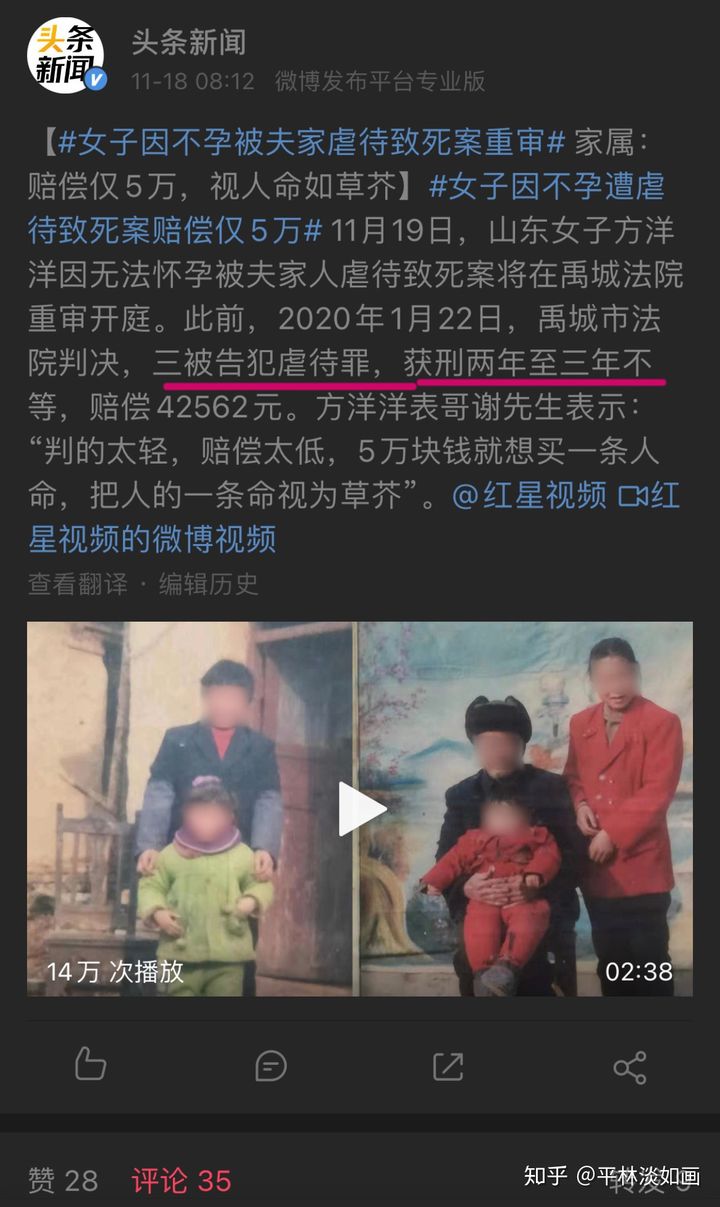 头条
新闻
头条新闻
11-18 08:12 微博发布平台专业版
【#女子因不孕被夫家虐待致死案重审# 家属：
赔偿仅5万，视人命如草芥】#女子因不孕遭虐
待致死案赔偿仅5万# 11月19日，山东女子方洋
洋因无法怀孕被夫家人虐待致死案将在禹城法院
重审开庭。此前，2020年1月22日，禹城市法
院判决，三被告犯虐待罪，获刑两年至三年不
等，赔偿42562元。方洋洋表哥谢先生表示：
“判的太轻，赔偿太低，5万块钱就想买一条人
命，把人的一条命视为草芥”。@红星视频 红
星视频的微博视频
查看翻译 · 编辑历史
14万 次播放
02:38
赞 28 评论 35 转发
知乎 @平林淡如画